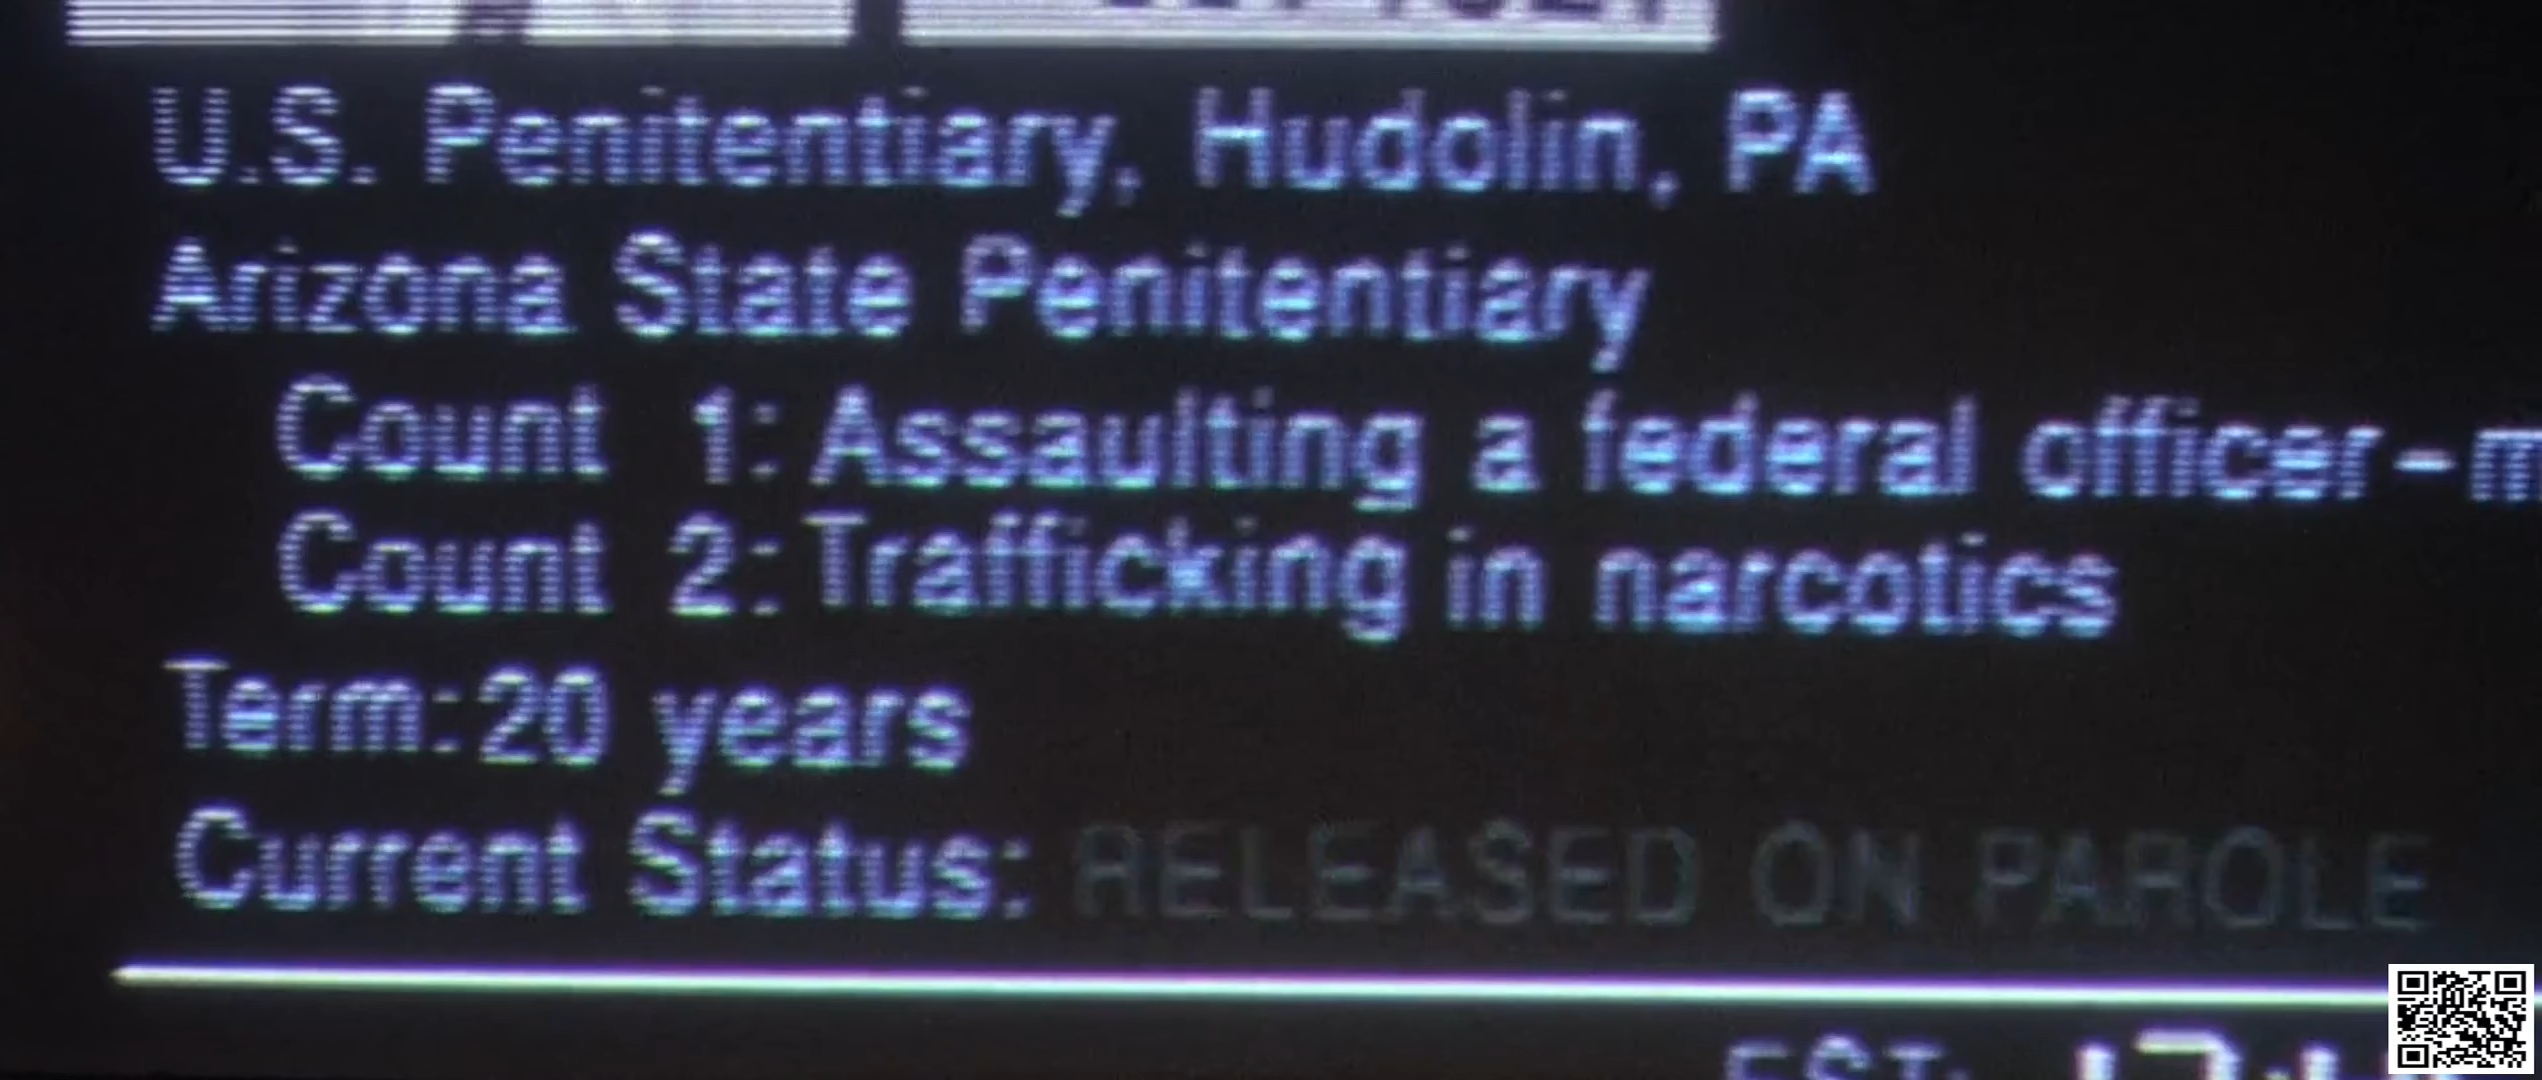 U.S. Penitentiary, Hudolin, PA
Arizona State Penitentiary
Count 1: Assaulting a federal officer-m
Count 2: Trafficking in narcotics
Term: 20 years
Current Status: RELEASED ON PAROLE
EST: